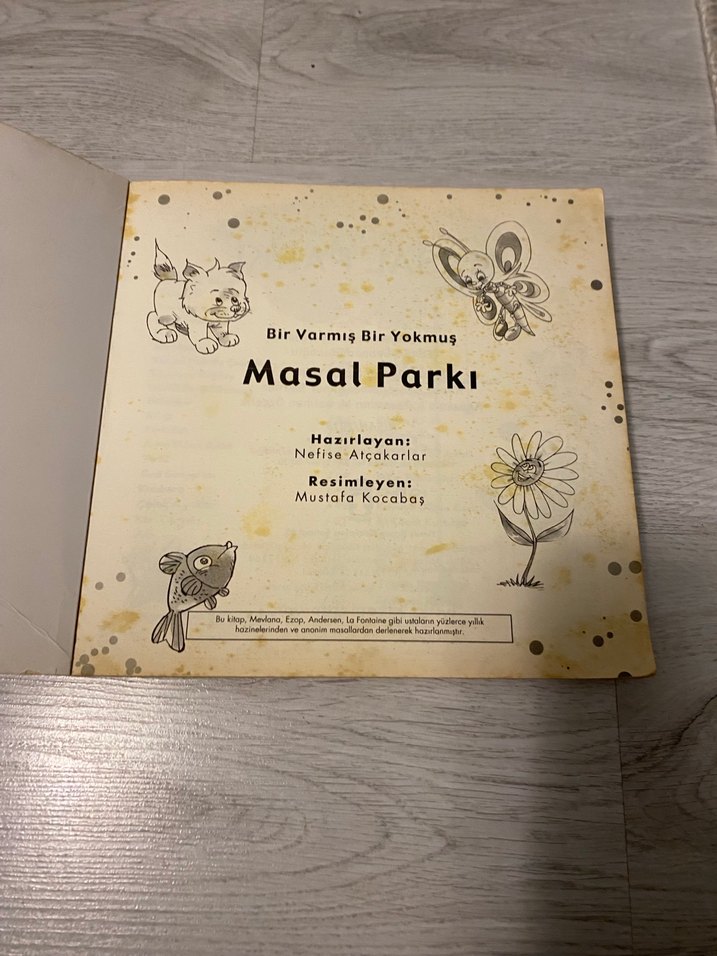 Bir Varmış Bir Yokmuş
Masal Parkı
Hazırlayan:
Nefise Atçakarlar
Resimleyen:
Mustafa Kocabaş
Bu kitap, Mevlana, Ezop, Andersen, La Fontaine gibi ustaların yüzlerce yıllık
hazinelerinden ve anonim masallardan derlenerek hazırlanmıştır.